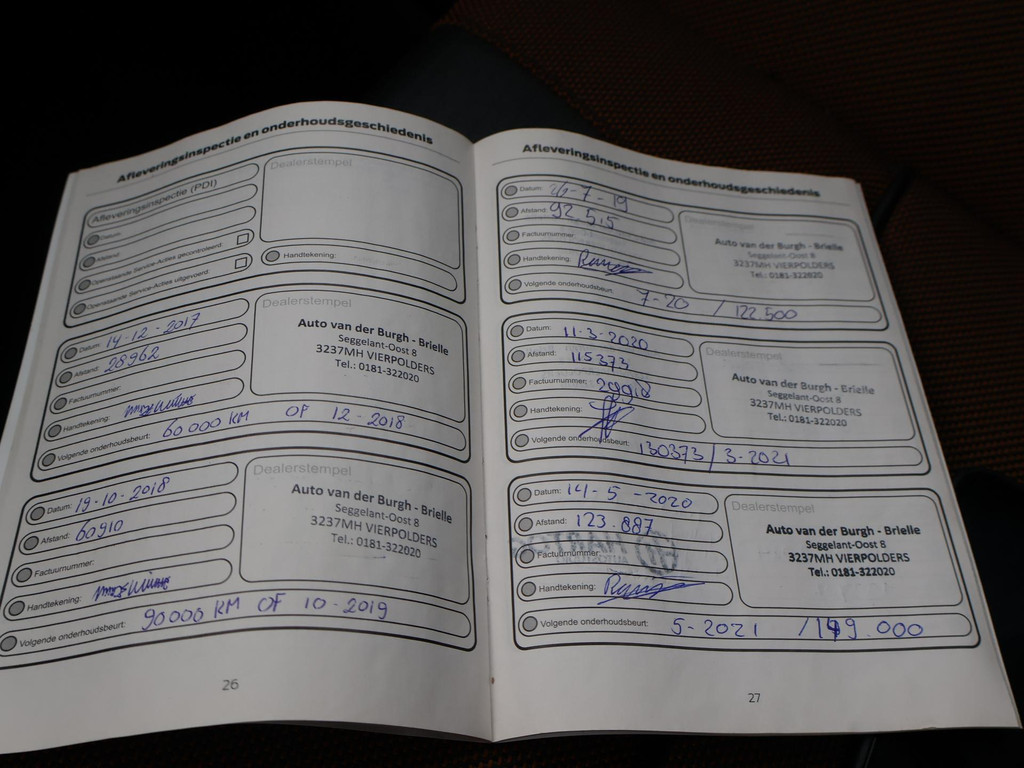 Afleveringsinspectie en onderhoudsgeschiedenis
Afleveringsinspectie (PDI)
Datum:
Afstand:
Openstaande Service-Acties gecontroleerd.
Openstaande Service-Acties uitgevoerd.
Dealerstempel
Handtekening:
Datum: 14-12-2017
Afstand: 28962
Factuurnummer:
Handtekening:
Volgende onderhoudsbeurt: 60 000 KM OF 12-2018
Dealerstempel
Auto van der Burgh - Brielle
Seggelant-Oost 8
3237MH VIERPOLDERS
Tel.: 0181-322020
Datum: 19-10-2018
Afstand: 60910
Factuurnummer:
Handtekening:
Volgende onderhoudsbeurt: 90000 KM OF 10-2019
Dealerstempel
Auto van der Burgh - Brielle
Seggelant-Oost 8
3237MH VIERPOLDERS
Tel.: 0181-322020
26
Afleveringsinspectie en onderhoudsgeschiedenis
Datum: 26-7-19
Afstand: 92.515
Factuurnummer:
Handtekening:
Volgende onderhoudsbeurt: 7-20 / 122.500
Dealerstempel
Auto van der Burgh - Brielle
Seggelant-Oost 8
3237MH VIERPOLDERS
Tel.: 0181-322020
Datum: 11-3-2020
Afstand: 115373
Factuurnummer: 29918
Handtekening:
Volgende onderhoudsbeurt: 130373 / 3-2021
Dealerstempel
Auto van der Burgh - Brielle
Seggelant-Oost 8
3237MH VIERPOLDERS
Tel.: 0181-322020
Datum: 14-5-2020
Afstand: 123.887
Factuurnummer:
Handtekening:
Volgende onderhoudsbeurt: 5-2021 / 149.000
Dealerstempel
Auto van der Burgh - Brielle
Seggelant-Oost 8
3237MH VIERPOLDERS
Tel.: 0181-322020
27